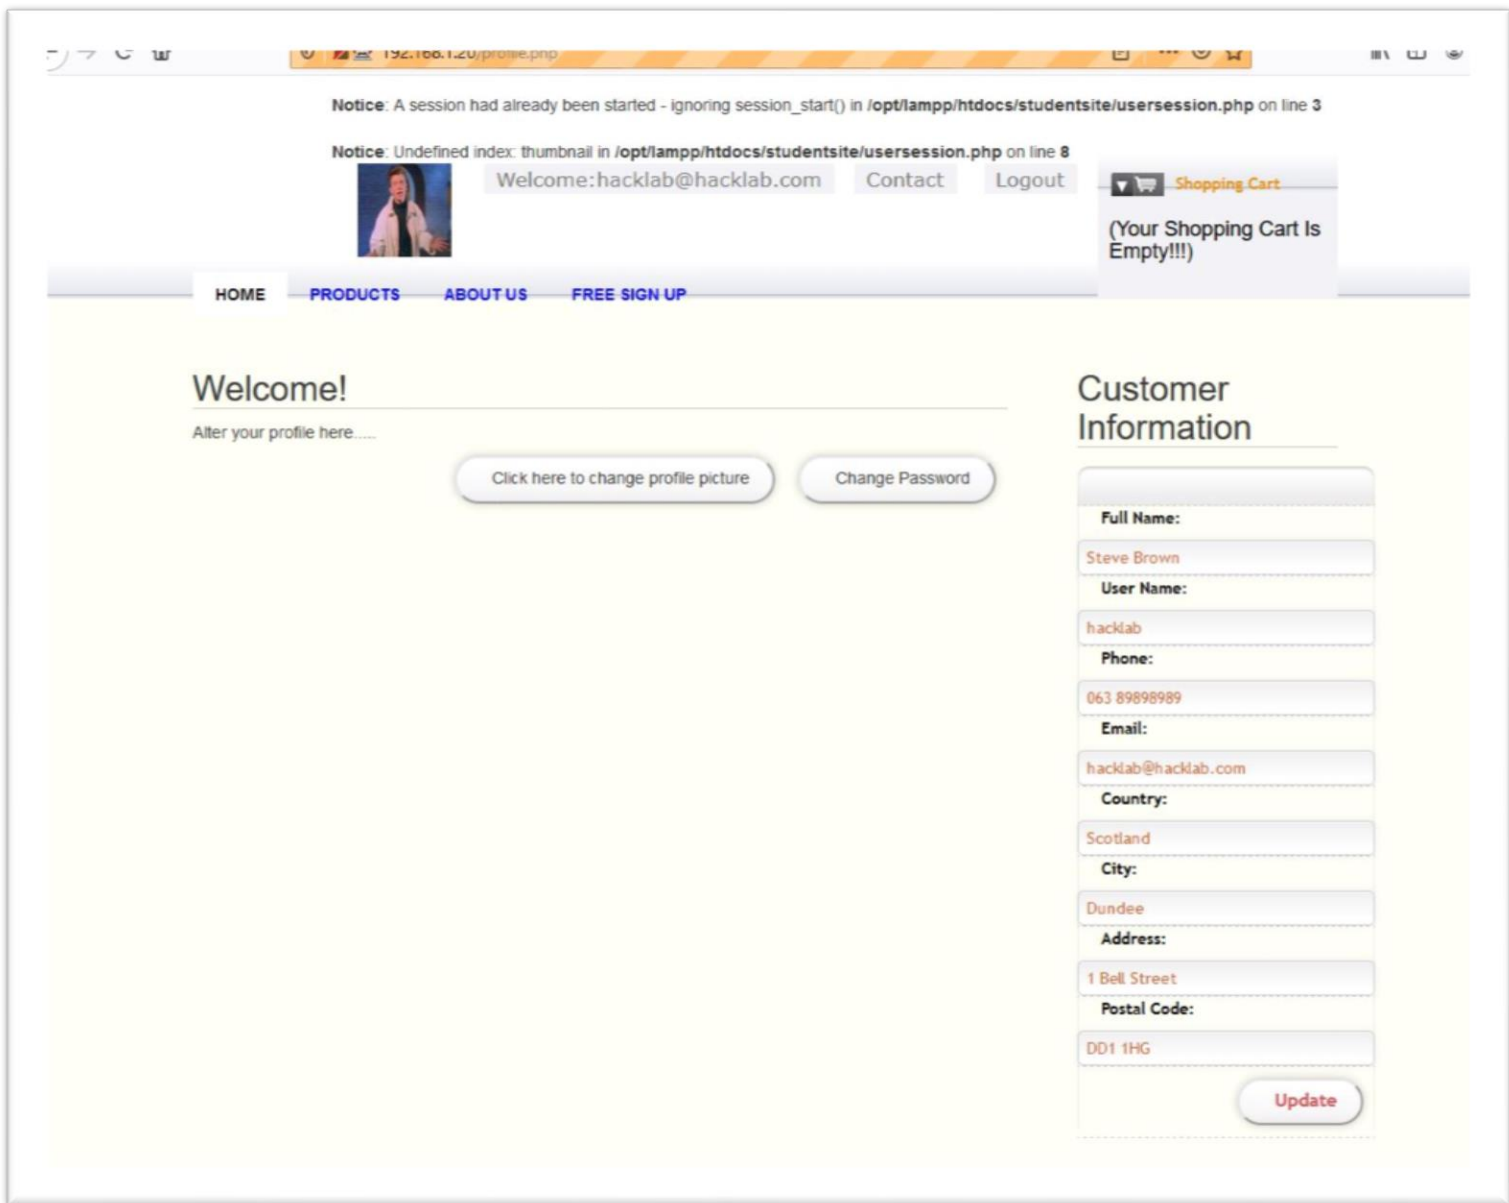 192.168.1.20/profile.php
Notice: A session had already been started - ignoring session_start() in /opt/lampp/htdocs/studentsite/usersession.php on line 3
Notice: Undefined index: thumbnail in /opt/lampp/htdocs/studentsite/usersession.php on line 8
Welcome:hacklab@hacklab.com Contact Logout
Shopping Cart
(Your Shopping Cart Is
Empty!!!)
HOME PRODUCTS ABOUT US FREE SIGN UP
Welcome!
Alter your profile here.....
Click here to change profile picture Change Password
Customer
Information
Full Name:
Steve Brown
User Name:
hacklab
Phone:
063 89898989
Email:
hacklab@hacklab.com
Country:
Scotland
City:
Dundee
Address:
1 Bell Street
Postal Code:
DD1 1HG
Update